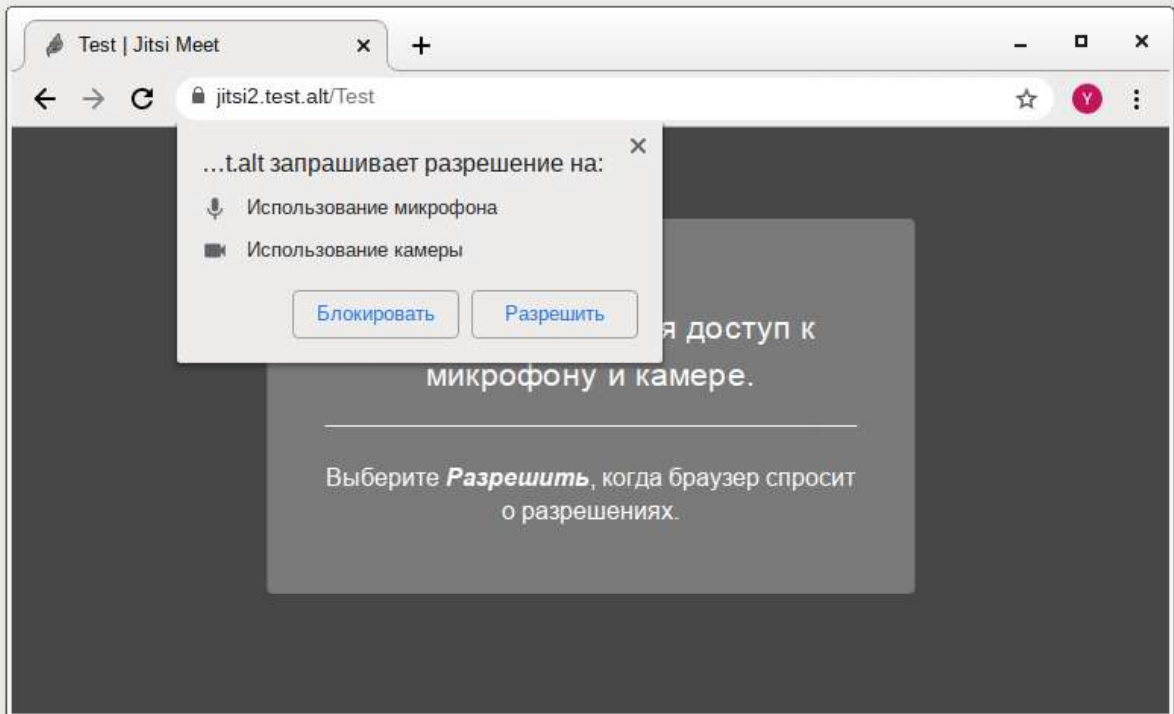 Test | Jitsi Meet
jitsi2.test.alt/Test
Y
…t.alt запрашивает разрешение на:
Использование микрофона
Использование камеры
Блокировать Разрешить
я доступ к
микрофону и камере.
Выберите Разрешить, когда браузер спросит
о разрешениях.